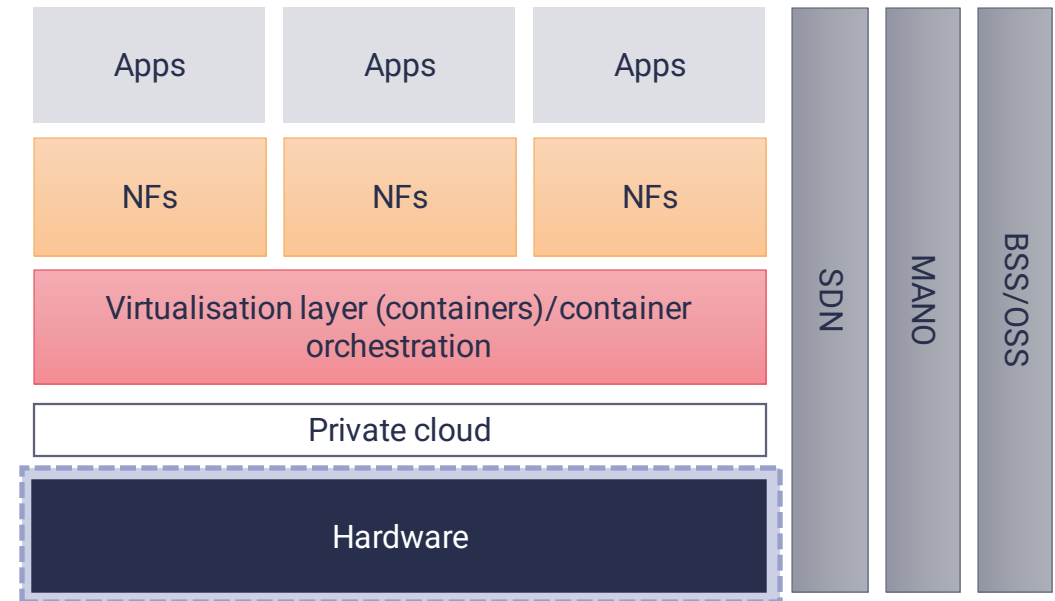 Apps
Apps
Apps
NFs
NFs
NFs
Virtualisation layer (containers)/container
orchestration
Private cloud
Hardware
SDN
MANO
BSS/OSS